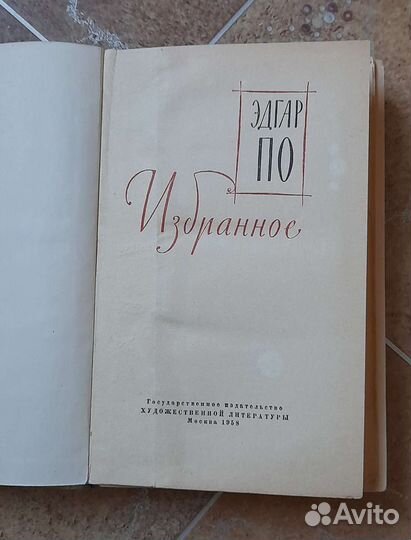 ЭДГАР
ПО
Избранное
Государственное издательство
ХУДОЖЕСТВЕННОЙ ЛИТЕРАТУРЫ
Москва 1958
Avito